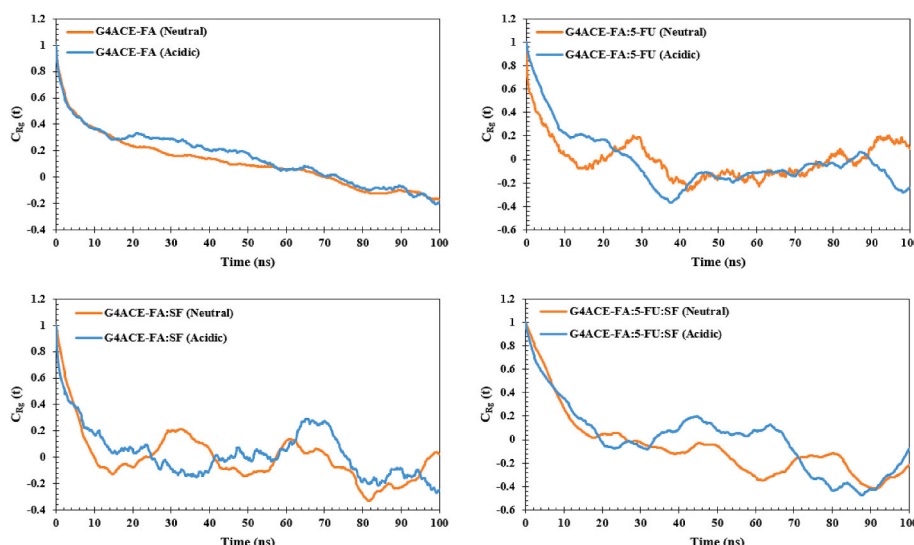 1.2
1
0.8
0.6
0.4
0.2
0
-0.2
-0.4
C_Rg (t)
G4ACE-FA (Neutral)
G4ACE-FA (Acidic)
0 10 20 30 40 50 60 70 80 90 100
Time (ns)
1.2
1
0.8
0.6
0.4
0.2
0
-0.2
-0.4
-0.6
C_Rg (t)
G4ACE-FA:5-FU (Neutral)
G4ACE-FA:5-FU (Acidic)
0 10 20 30 40 50 60 70 80 90 100
Time (ns)
1.2
1
0.8
0.6
0.4
0.2
0
-0.2
-0.4
C_Rg (t)
G4ACE-FA:SF (Neutral)
G4ACE-FA:SF (Acidic)
0 10 20 30 40 50 60 70 80 90 100
Time (ns)
1.2
1
0.8
0.6
0.4
0.2
0
-0.2
-0.4
-0.6
C_Rg (t)
G4ACE-FA:5-FU:SF (Neutral)
G4ACE-FA:5-FU:SF (Acidic)
0 10 20 30 40 50 60 70 80 90 100
Time (ns)